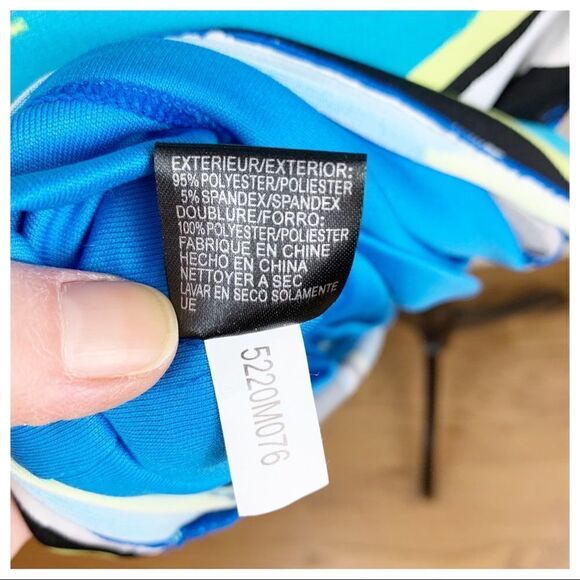 EXTERIEUR/EXTERIOR:
95% POLYESTER/POLIESTER
5% SPANDEX/SPANDEX
DOUBLURE/FORRO:
100% POLYESTER/POLIESTER
FABRIQUE EN CHINE
HECHO EN CHINA
NETTOYER A SEC
LAVAR EN SECO SOLAMENTE
UE
5220M076